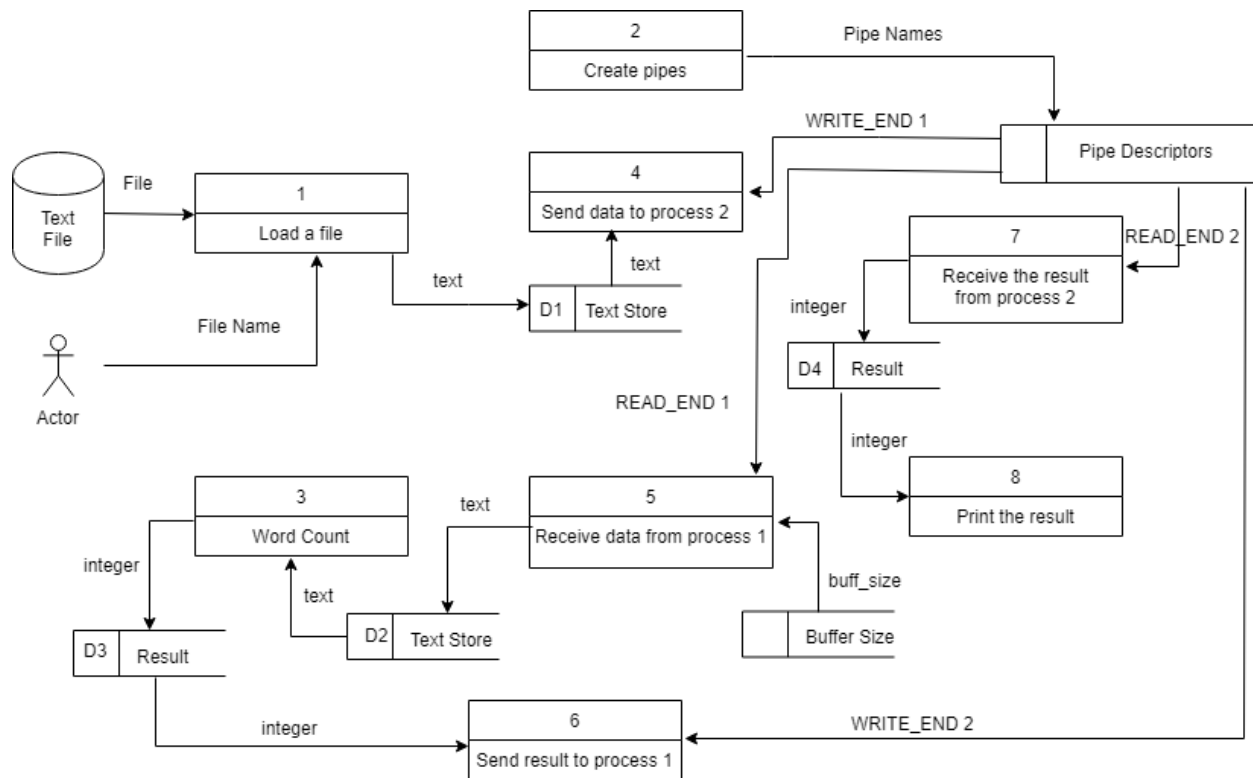 2
Create pipes
Pipe Names
WRITE_END 1
Pipe Descriptors
Text
File
File
1
Load a file
4
Send data to process 2
text
text
D1
Text Store
File Name
Actor
7
Receive the result
from process 2
READ_END 2
integer
D4
Result
READ_END 1
integer
8
Print the result
3
Word Count
text
5
Receive data from process 1
integer
text
buff_size
D3
Result
D2
Text Store
Buffer Size
integer
6
Send result to process 1
WRITE_END 2